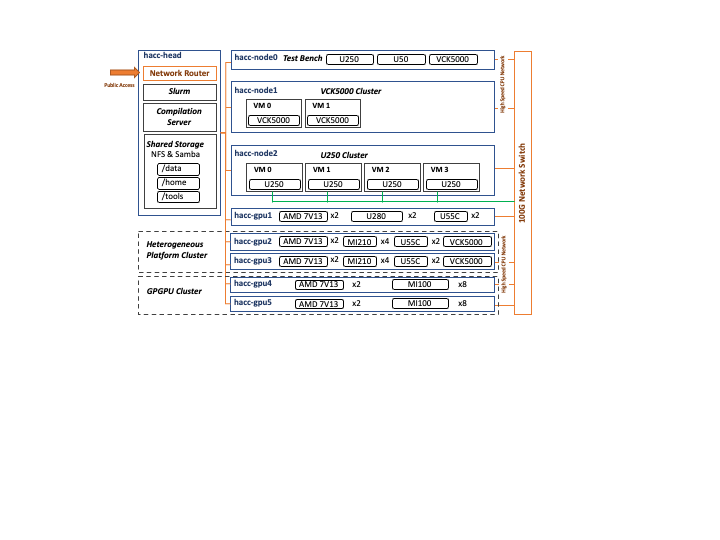 hacc-head
Network Router
Public Access
Slurm
Compilation
Server
Shared Storage
NFS & Samba
/data
/home
/tools
hacc-node0 Test Bench U250 U50 VCK5000
hacc-node1 VCK5000 Cluster
VM 0 VM 1
VCK5000 VCK5000
hacc-node2 U250 Cluster
VM 0 VM 1 VM 2 VM 3
U250 U250 U250 U250
hacc-gpu1 AMD 7V13 x2 U280 x2 U55C x2
Heterogeneous
Platform Cluster
hacc-gpu2 AMD 7V13 x2 MI210 x4 U55C x2 VCK5000
hacc-gpu3 AMD 7V13 x2 MI210 x4 U55C x2 VCK5000
GPGPU Cluster
hacc-gpu4 AMD 7V13 x2 MI100 x8
hacc-gpu5 AMD 7V13 x2 MI100 x8
High Speed CPU Network
High Speed CPU Network
100G Network Switch